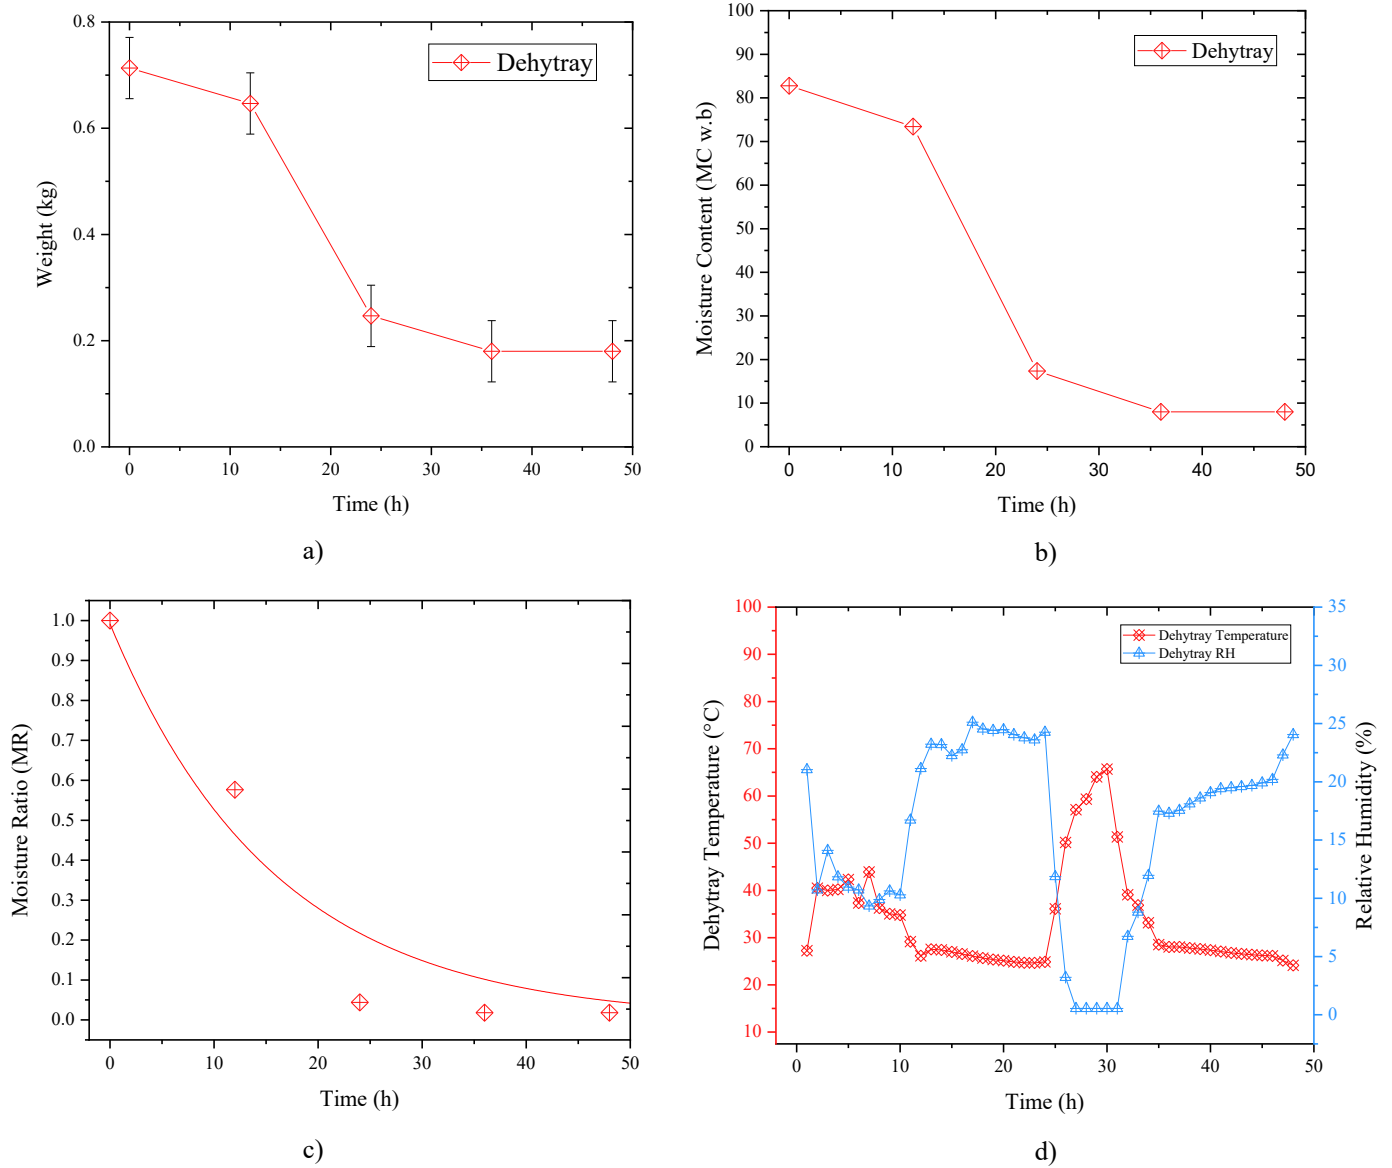 Dehytray
Weight (kg)
0.8
0.6
0.4
0.2
0.0
0 10 20 30 40 50
Time (h)
a)
Dehytray
Moisture Content (MC w.b)
100
90
80
70
60
50
40
30
20
10
0
0 10 20 30 40 50
Time (h)
b)
Moisture Ratio (MR)
1.0
0.9
0.8
0.7
0.6
0.5
0.4
0.3
0.2
0.1
0.0
0 10 20 30 40 50
Time (h)
c)
Dehytray Temperature
Dehytray RH
Dehytray Temperature (°C)
100
90
80
70
60
50
40
30
20
10
35
30
25
20
15
10
5
0
Relative Humidity (%)
0 10 20 30 40 50
Time (h)
d)